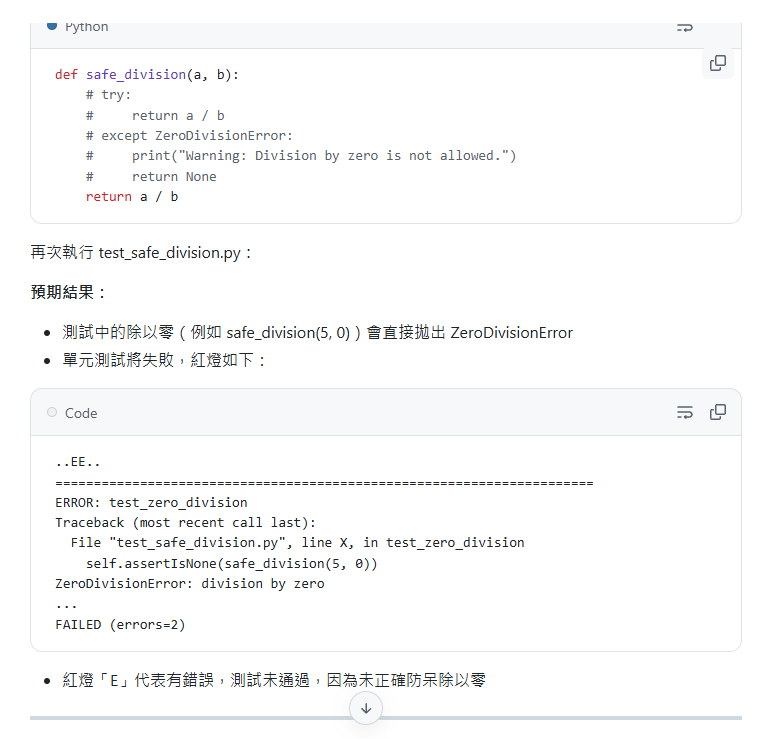 Python
def safe_division(a, b):
    # try:
    #     return a / b
    # except ZeroDivisionError:
    #     print("Warning: Division by zero is not allowed.")
    #     return None
    return a / b
再次執行 test_safe_division.py：
預期結果：
測試中的除以零（例如 safe_division(5, 0)）會直接拋出 ZeroDivisionError
單元測試將失敗，紅燈如下：
Code
..EE..
======================================================================
ERROR: test_zero_division
Traceback (most recent call last):
  File "test_safe_division.py", line X, in test_zero_division
    self.assertIsNone(safe_division(5, 0))
ZeroDivisionError: division by zero
...
FAILED (errors=2)
紅燈「E」代表有錯誤，測試未通過，因為未正確防呆除以零